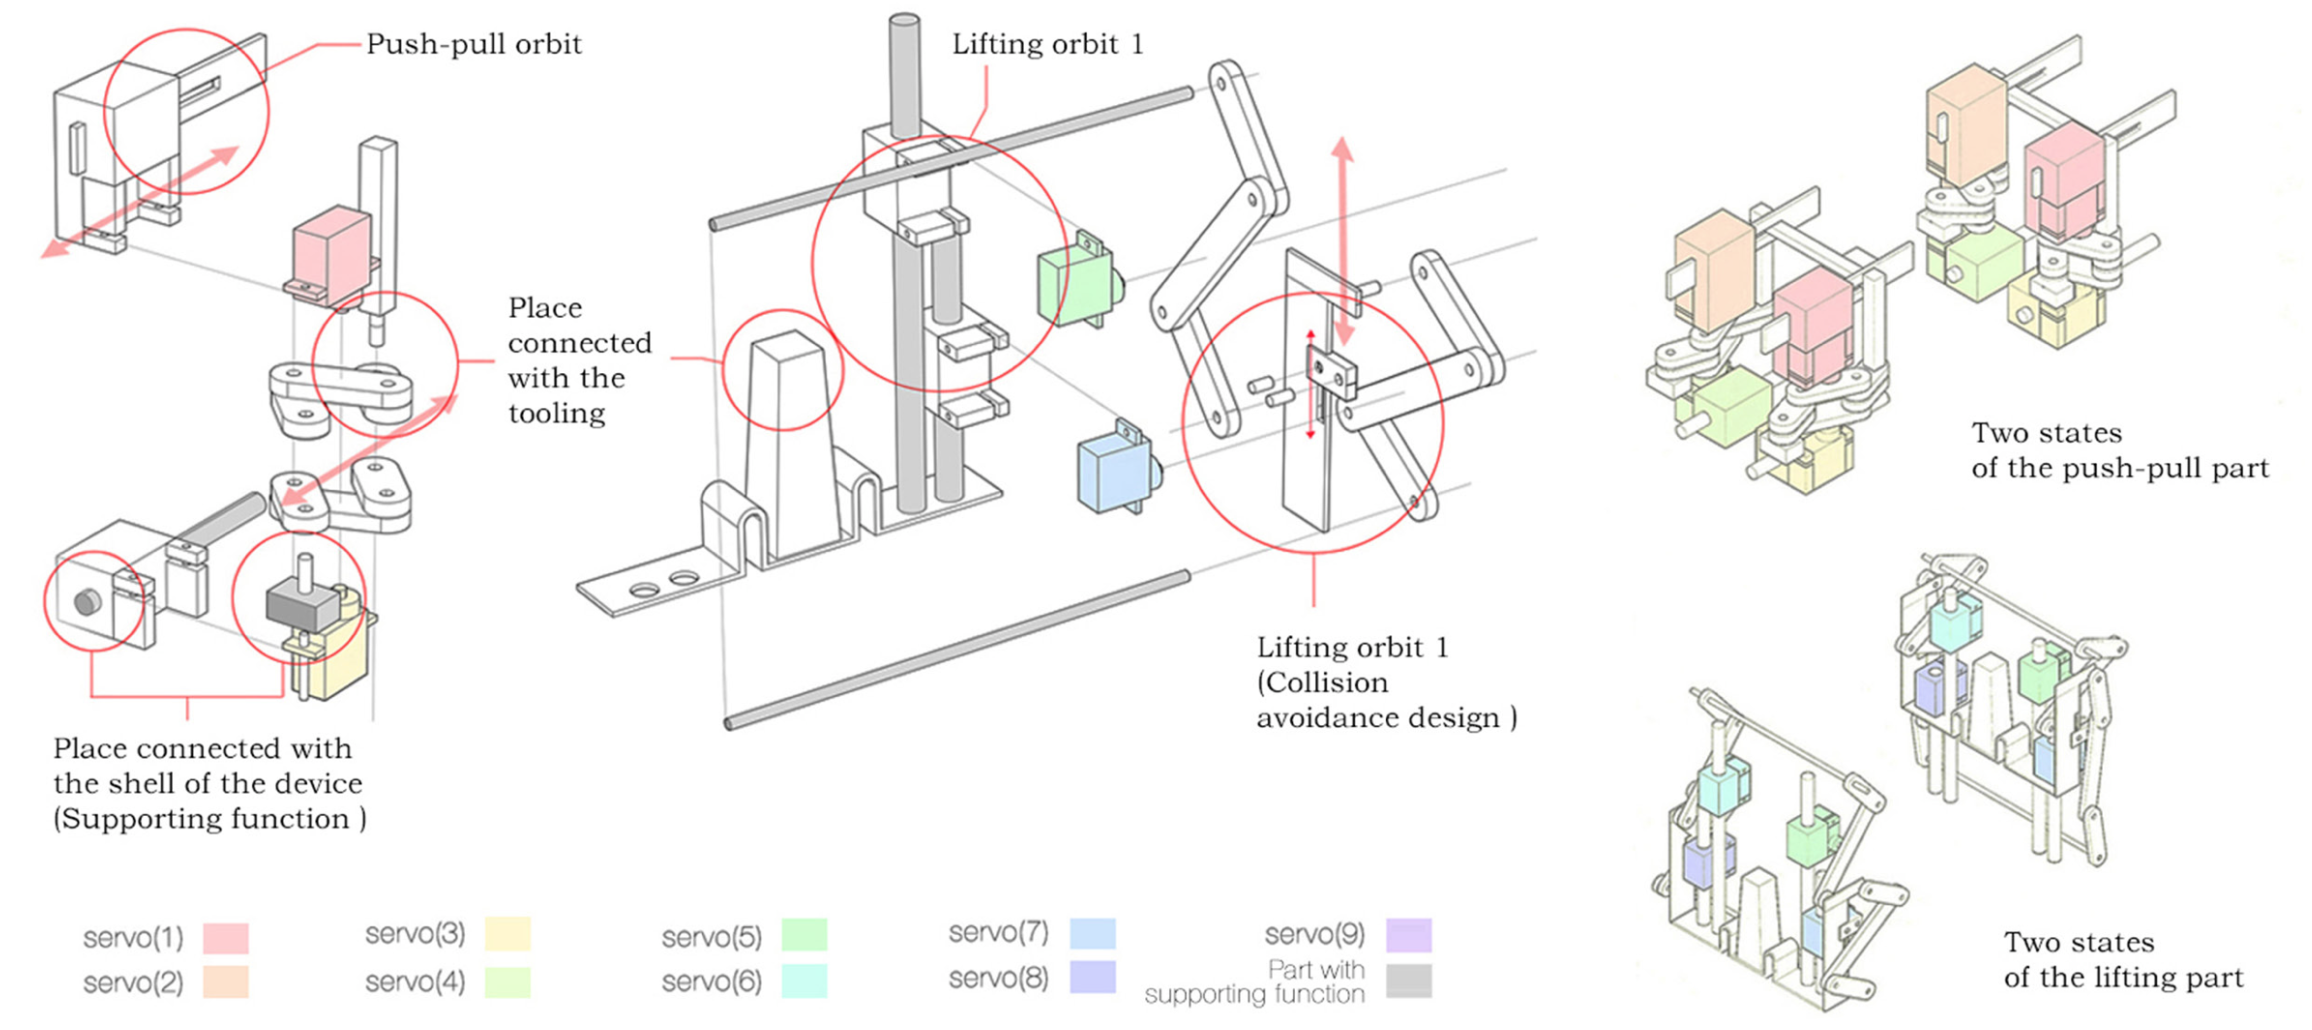 Push-pull orbit
Lifting orbit 1
Place
connected
with the
tooling
Two states
of the push-pull part
Lifting orbit 1
(Collision
avoidance design )
Place connected with
the shell of the device
(Supporting function )
Two states
of the lifting part
servo(1)
servo(2)
servo(3)
servo(4)
servo(5)
servo(6)
servo(7)
servo(8)
servo(9)
Part with
supporting function